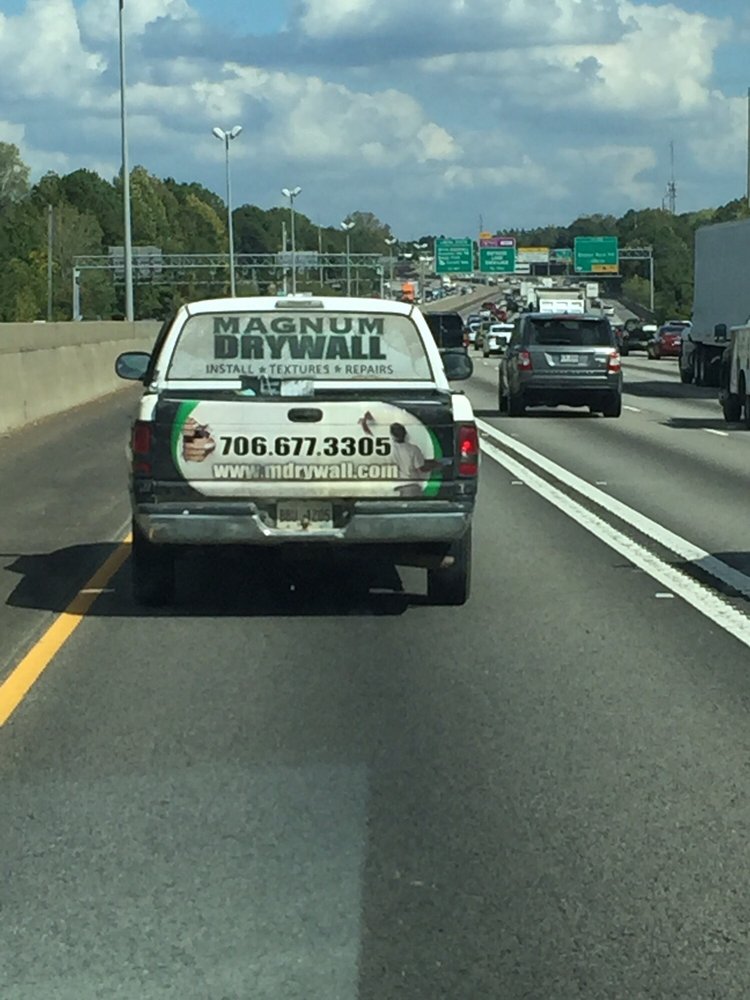 MAGNUM
DRYWALL
INSTALL ★ TEXTURES ★ REPAIRS
706.677.3305
www.mdrywall.com